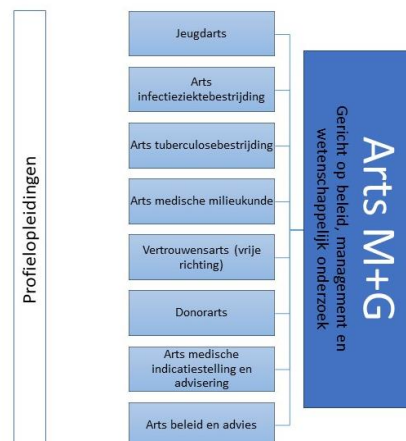 Profielopleidingen
Jeugdarts
Arts
infectieziektebestrijding
Arts tuberculosebestrijding
Arts medische milieukunde
Vertrouwensarts (vrije
richting)
Donorarts
Arts medische
indicatiestelling en
advisering
Arts beleid en advies
Arts M+G
Gericht op beleid, management en
wetenschappelijk onderzoek